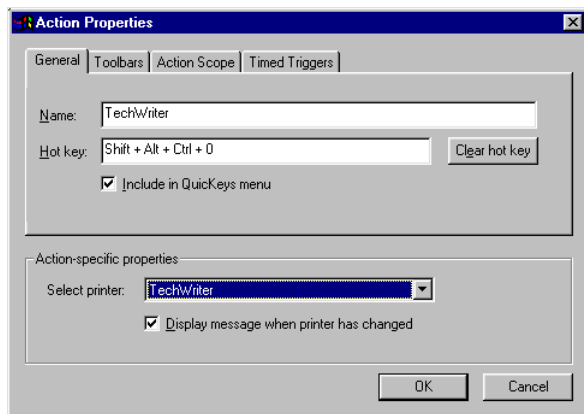 Action Properties
General Toolbars Action Scope Timed Triggers
Name: TechWriter
Hot key: Shift + Alt + Ctrl + 0 Clear hot key
Include in QuicKeys menu
Action-specific properties
Select printer: TechWriter
Display message when printer has changed
OK Cancel